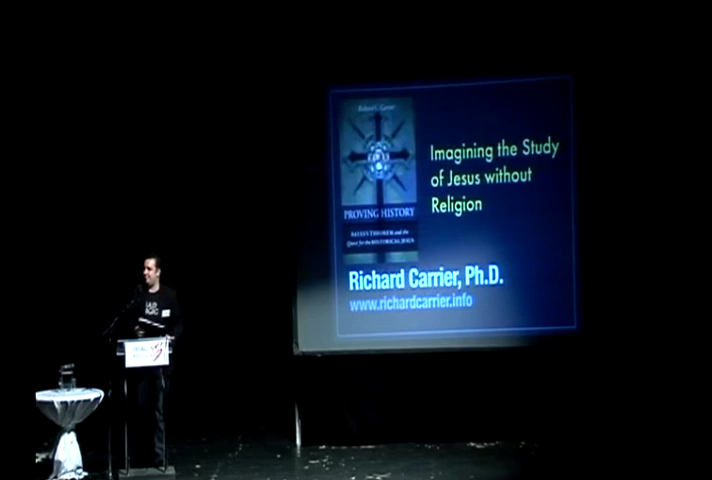 Richard C. Carrier
PROVING HISTORY
BAYES'S THEOREM and the
Quest for the HISTORICAL JESUS
Imagining the Study
of Jesus without
Religion
Richard Carrier, Ph.D.
www.richardcarrier.info